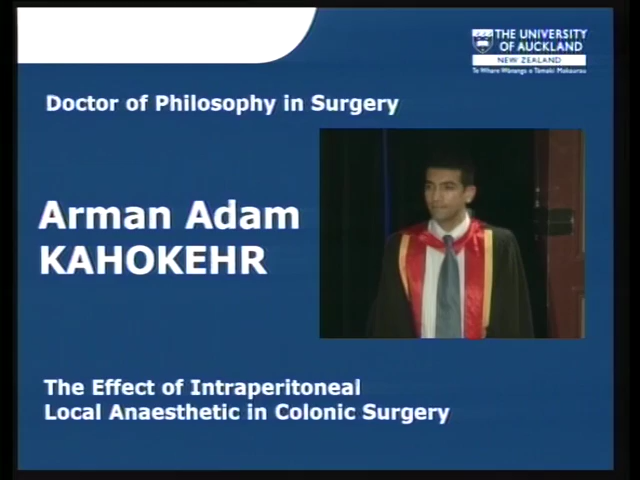 THE UNIVERSITY
OF AUCKLAND
NEW ZEALAND
Te Whare Wānanga o Tāmaki Makaurau
Doctor of Philosophy in Surgery
Arman Adam
KAHOKEHR
The Effect of Intraperitoneal
Local Anaesthetic in Colonic Surgery